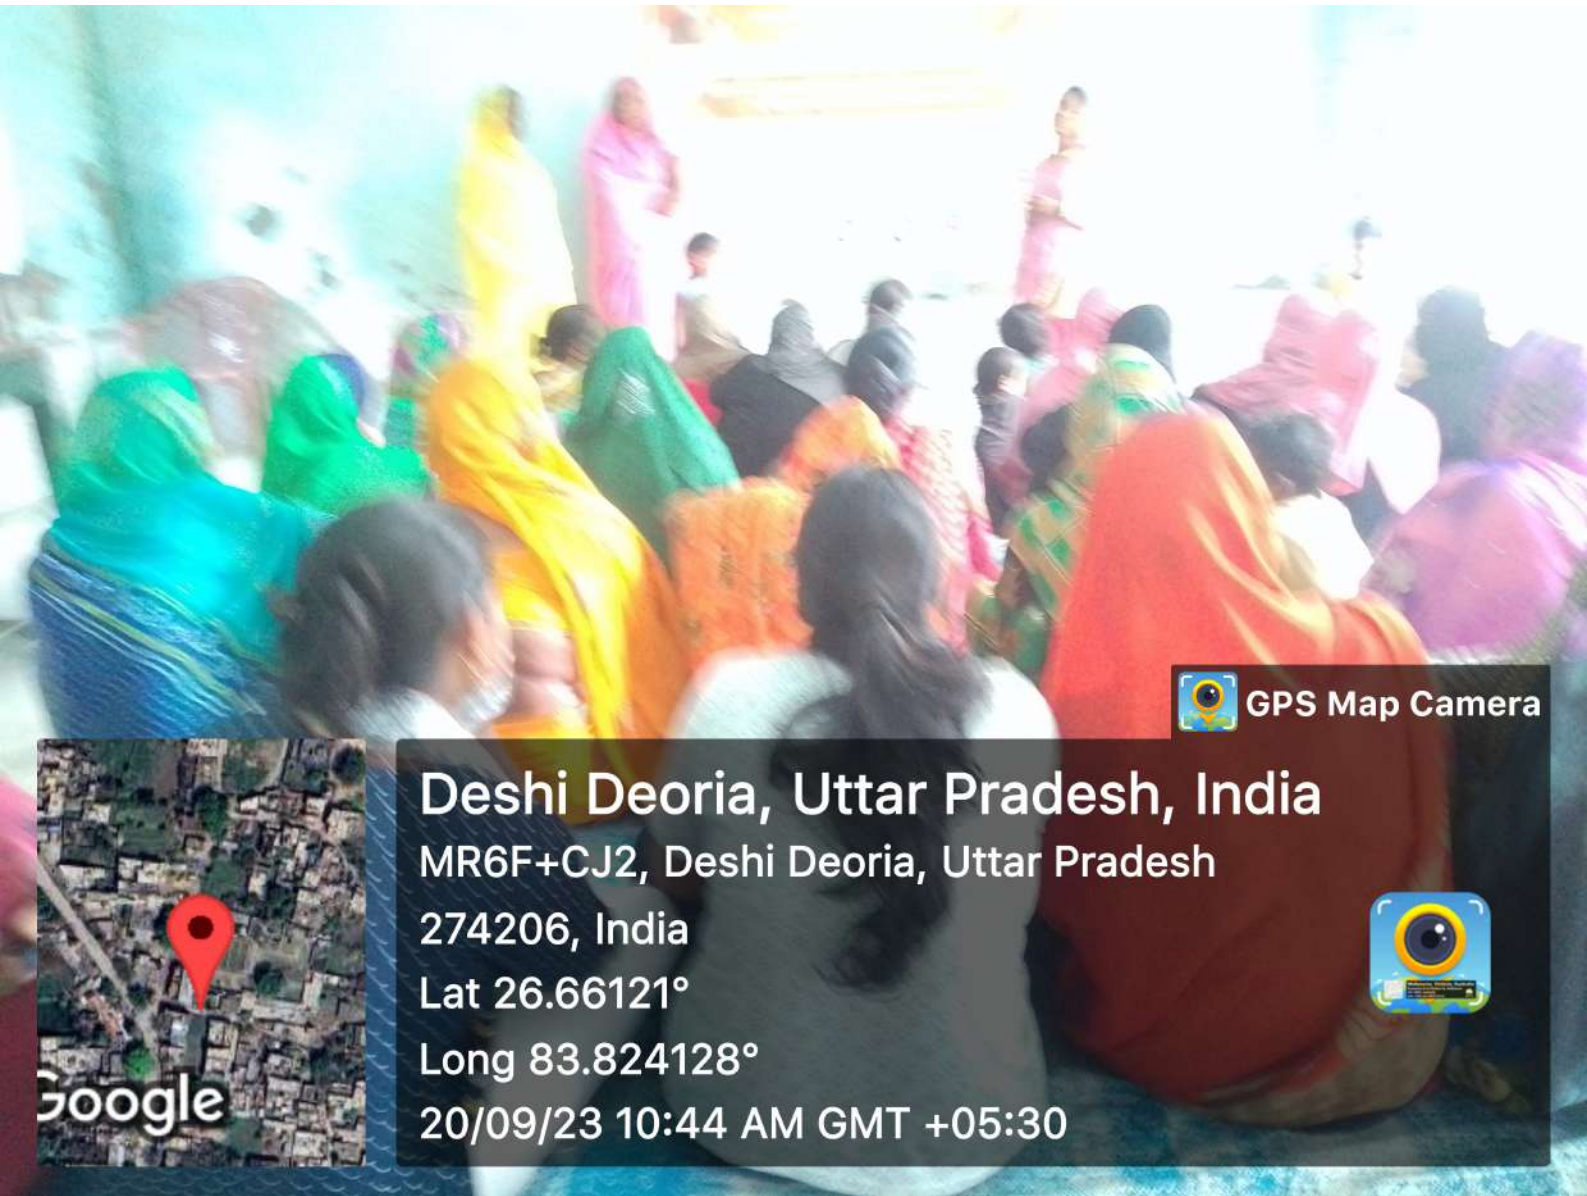 GPS Map Camera
Deshi Deoria, Uttar Pradesh, India
MR6F+CJ2, Deshi Deoria, Uttar Pradesh
274206, India
Lat 26.66121°
Long 83.824128°
20/09/23 10:44 AM GMT +05:30
Google